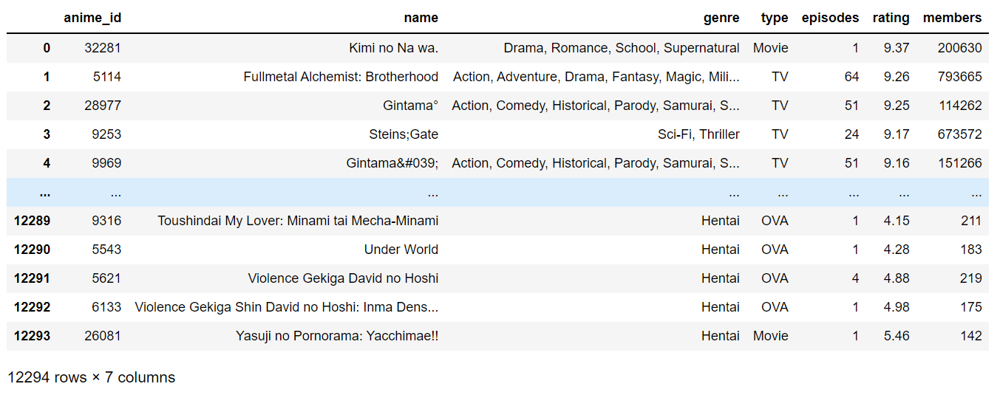 anime_id name genre type episodes rating members
0 32281 Kimi no Na wa. Drama, Romance, School, Supernatural Movie 1 9.37 200630
1 5114 Fullmetal Alchemist: Brotherhood Action, Adventure, Drama, Fantasy, Magic, Mili... TV 64 9.26 793665
2 28977 Gintama° Action, Comedy, Historical, Parody, Samurai, S... TV 51 9.25 114262
3 9253 Steins;Gate Sci-Fi, Thriller TV 24 9.17 673572
4 9969 Gintama&#039; Action, Comedy, Historical, Parody, Samurai, S... TV 51 9.16 151266
... ... ... ... ... ... ... ...
12289 9316 Toushindai My Lover: Minami tai Mecha-Minami Hentai OVA 1 4.15 211
12290 5543 Under World Hentai OVA 1 4.28 183
12291 5621 Violence Gekiga David no Hoshi Hentai OVA 4 4.88 219
12292 6133 Violence Gekiga Shin David no Hoshi: Inma Dens... Hentai OVA 1 4.98 175
12293 26081 Yasuji no Pornorama: Yacchimae!! Hentai Movie 1 5.46 142
12294 rows × 7 columns